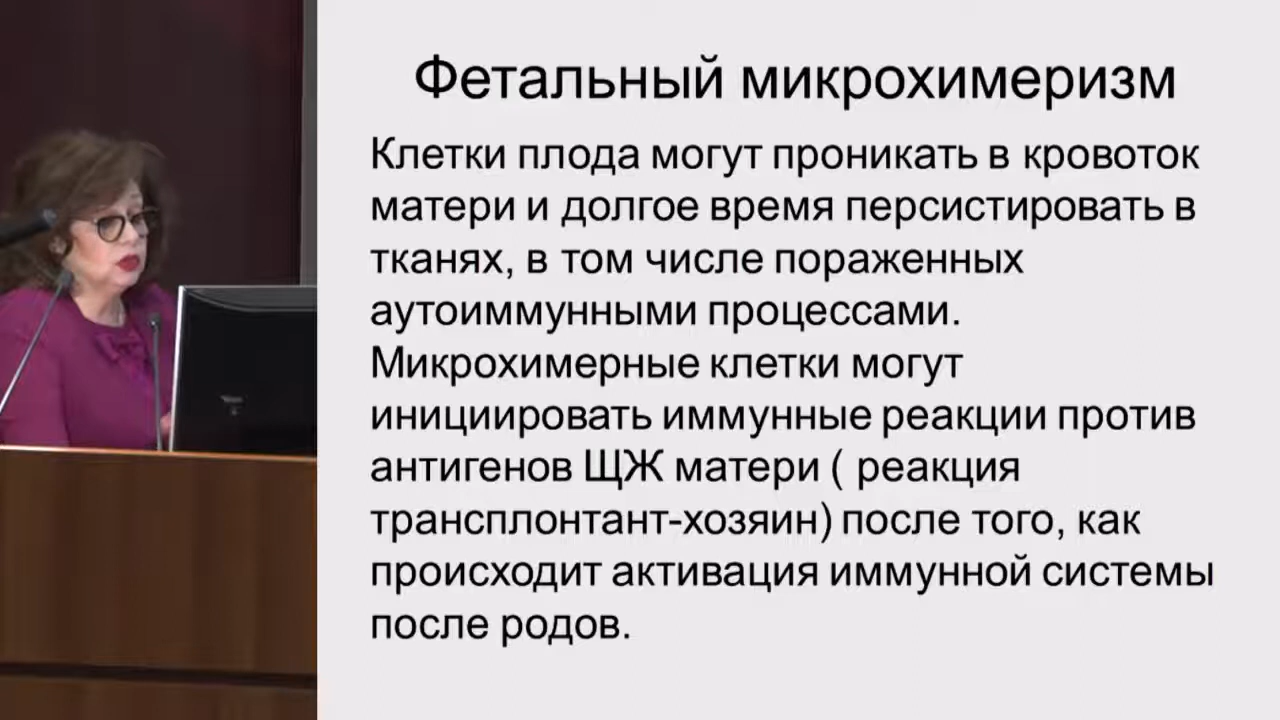 Фетальный микрохимеризм
Клетки плода могут проникать в кровоток
матери и долгое время персистировать в
тканях, в том числе пораженных
аутоиммунными процессами.
Микрохимерные клетки могут
инициировать иммунные реакции против
антигенов ЩЖ матери ( реакция
трансплонтант-хозяин) после того, как
происходит активация иммунной системы
после родов.